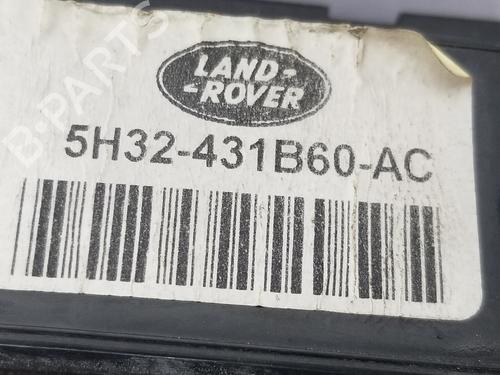 LAND-
-ROVER
5H32-431B60-AC
B-PARTS